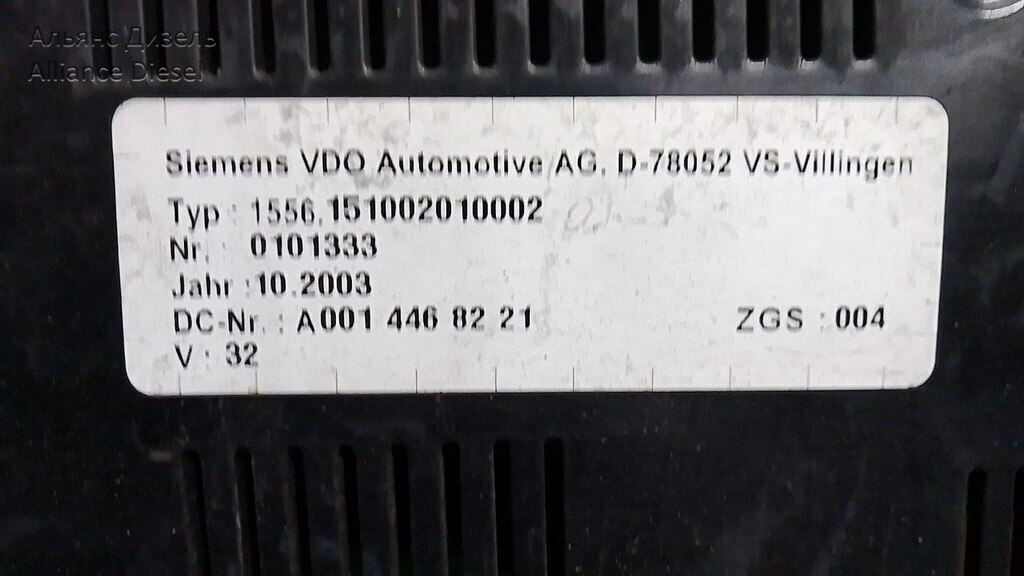 Альянс Дизель
Alliance Diesel
Siemens VDO Automotive AG, D-78052 VS-Villingen
Typ : 1556.151002010002
Nr. : 0101333
Jahr : 10.2003
DC-Nr. : A001 446 82 21 ZGS : 004
V : 32